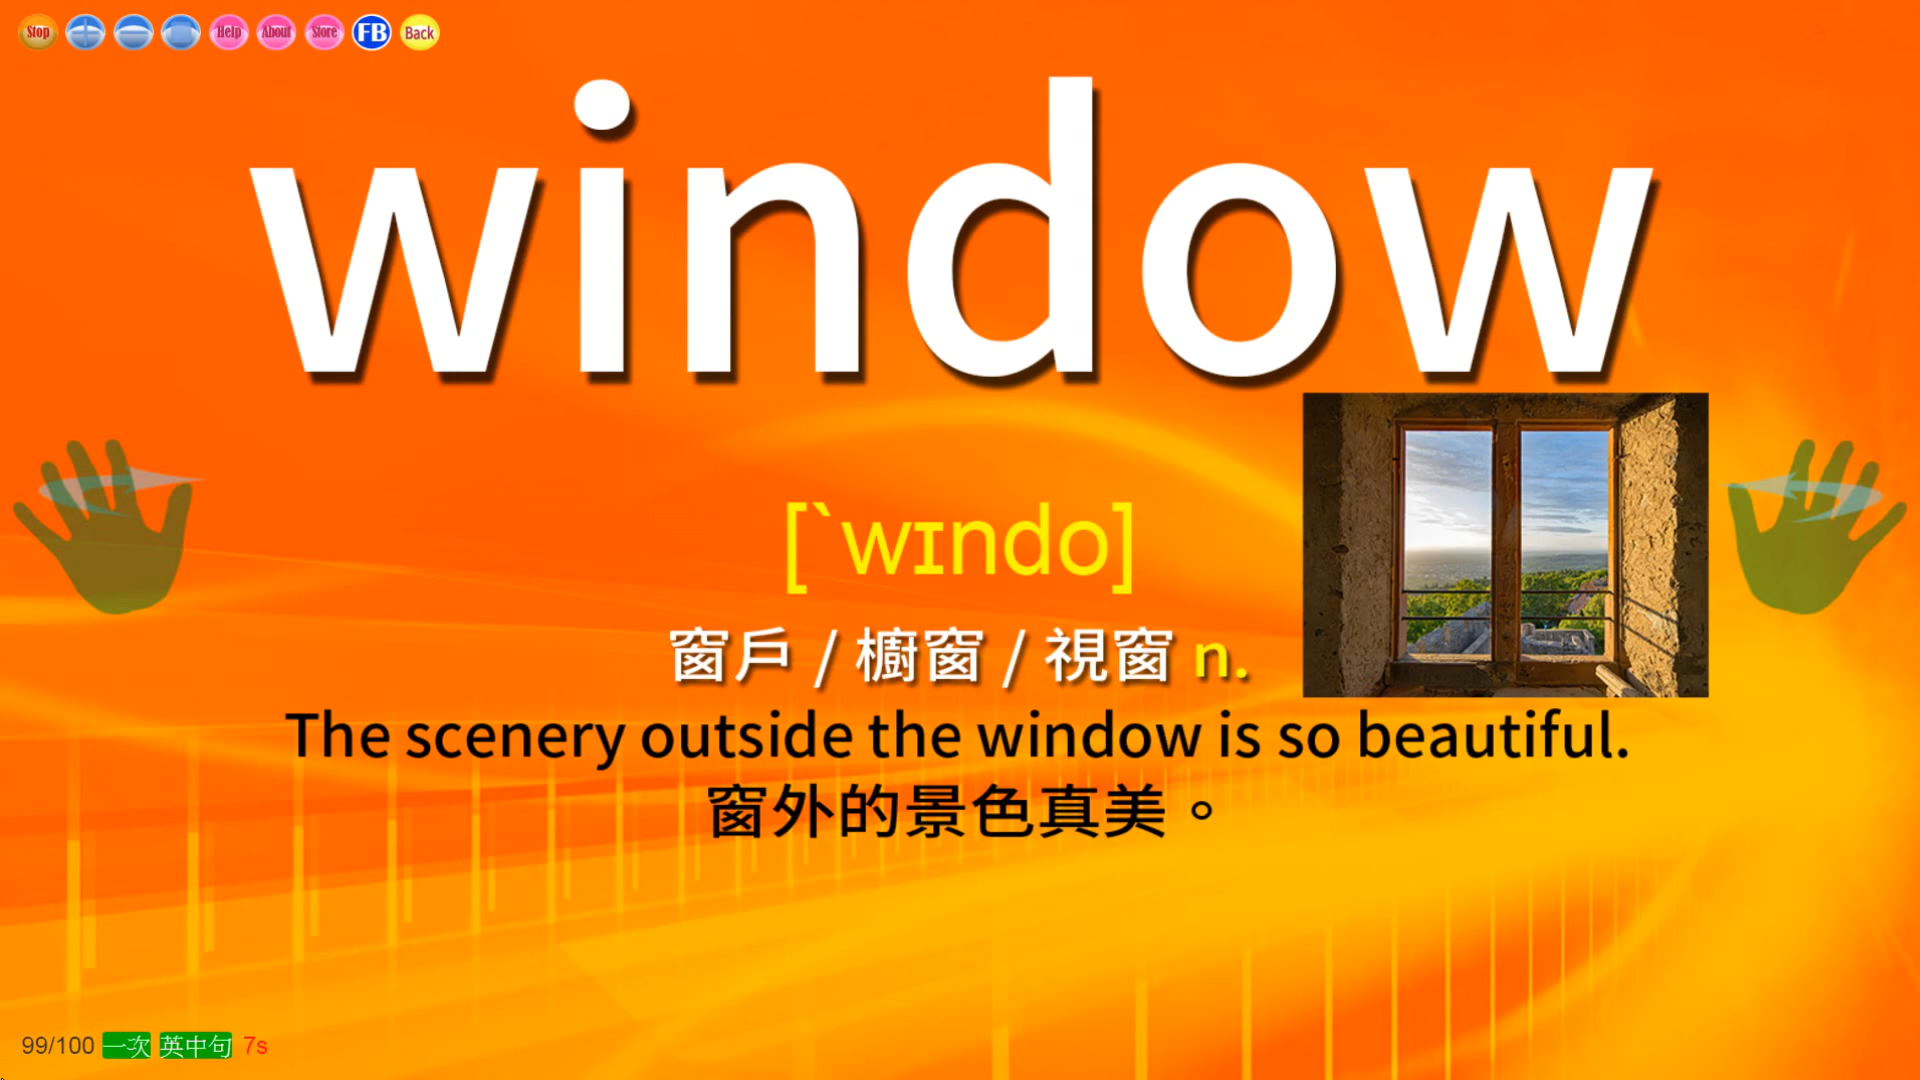 Stop Help About Store FB Back
window
[ˋwɪndo]
窗戶 / 櫥窗 / 視窗 n.
The scenery outside the window is so beautiful.
窗外的景色真美。
99/100 一次 英中句 7s